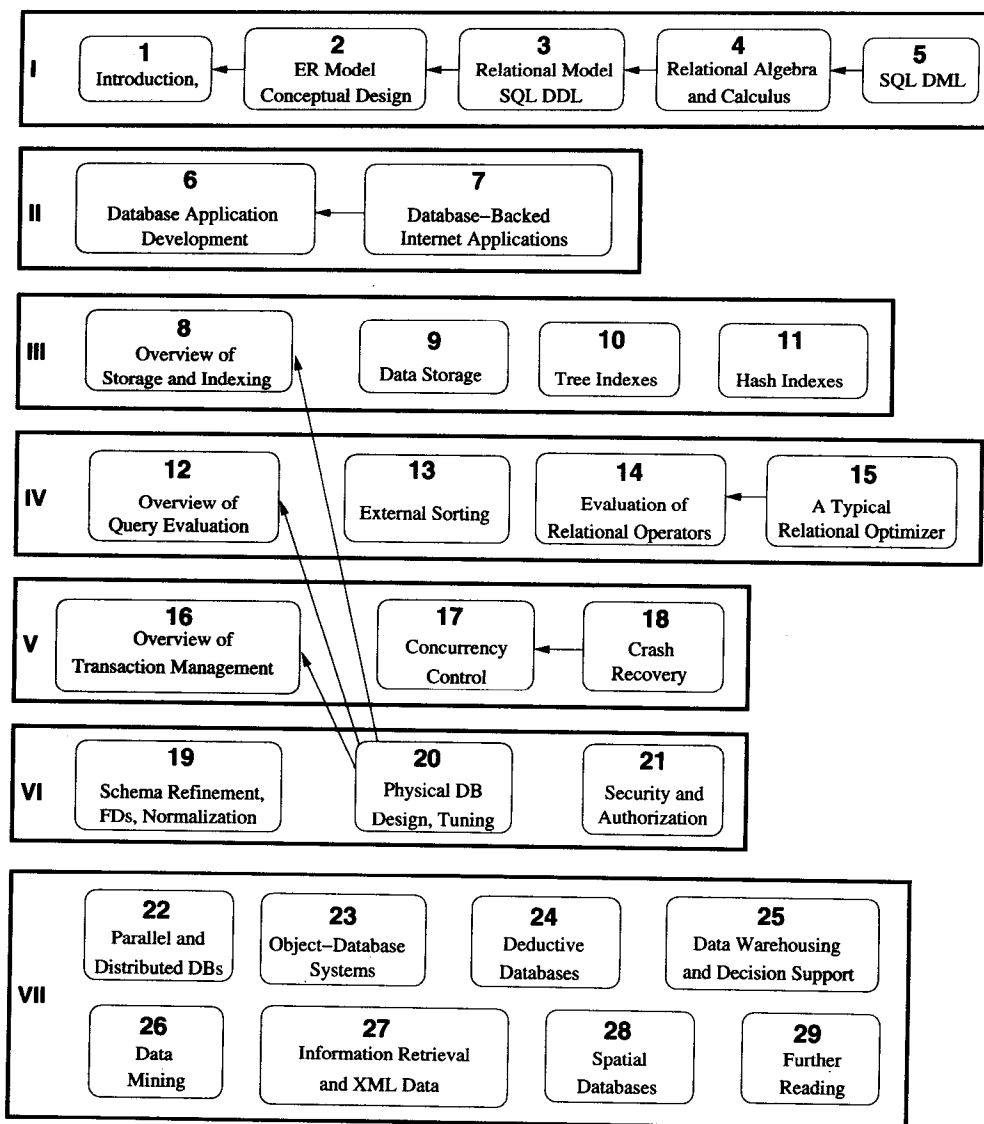 I
1
Introduction,
2
ER Model
Conceptual Design
3
Relational Model
SQL DDL
4
Relational Algebra
and Calculus
5
SQL DML
II
6
Database Application
Development
7
Database–Backed
Internet Applications
III
8
Overview of
Storage and Indexing
9
Data Storage
10
Tree Indexes
11
Hash Indexes
IV
12
Overview of
Query Evaluation
13
External Sorting
14
Evaluation of
Relational Operators
15
A Typical
Relational Optimizer
V
16
Overview of
Transaction Management
17
Concurrency
Control
18
Crash
Recovery
VI
19
Schema Refinement,
FDs, Normalization
20
Physical DB
Design, Tuning
21
Security and
Authorization
VII
22
Parallel and
Distributed DBs
23
Object–Database
Systems
24
Deductive
Databases
25
Data Warehousing
and Decision Support
26
Data
Mining
27
Information Retrieval
and XML Data
28
Spatial
Databases
29
Further
Reading